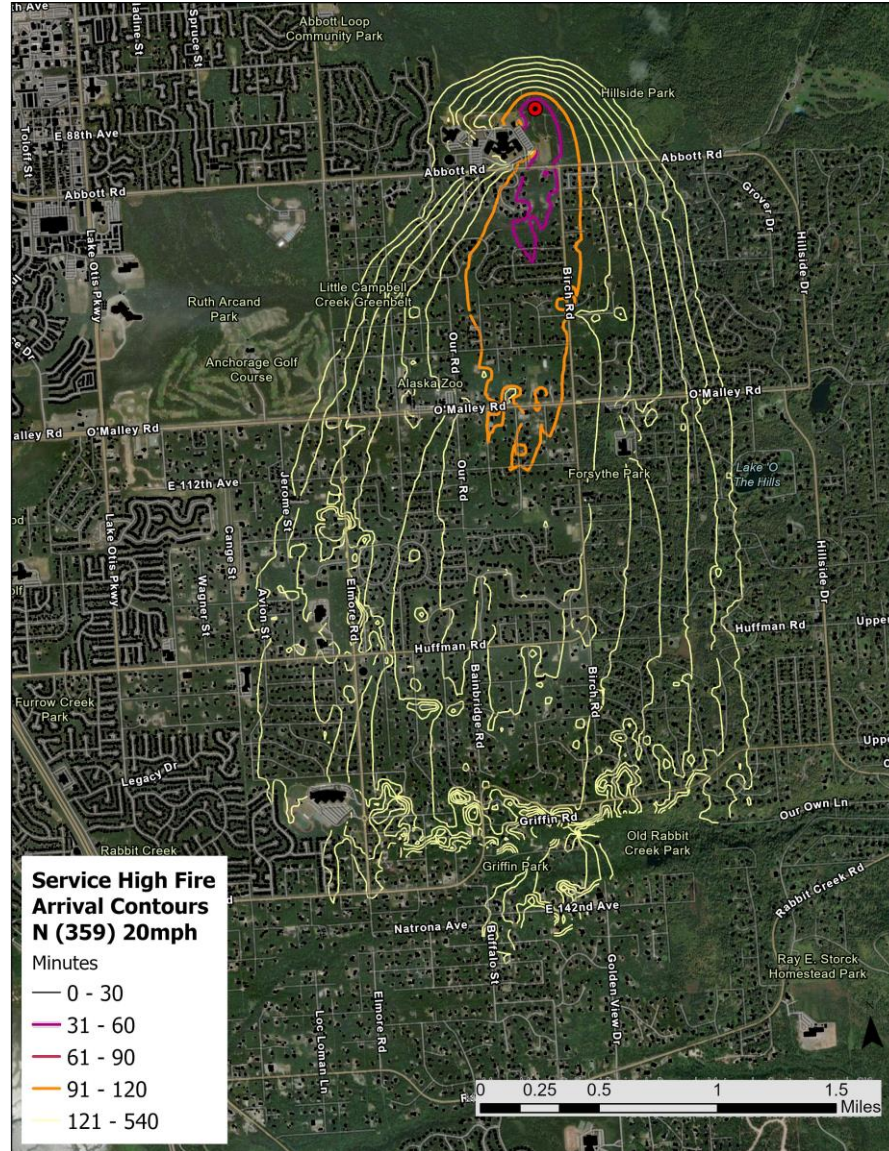 Abbott Loop
Community Park
Spruce St
Hillside Park
E 88th Ave
Toloff St
Abbott Rd
Abbott Rd
Abbott Rd
Lake Otis Pkwy
Grover Dr
Hillside Dr
Little Campbell
Creek Greenbelt
Ruth Arcand
Park
Birch Rd
Anchorage Golf
Course
Our Rd
Alaska Zoo
O'Malley Rd
O'Malley Rd
O'Malley Rd
E 112th Ave
Jerome St
Our Rd
Forsythe Park
Lake 'O
The Hills
Lake Otis Pkwy
Cange St
Wagner St
Avion St
Elmore Rd
Hillside Dr
Huffman Rd
Huffman Rd
Upper
Bainbridge Rd
Birch Rd
Furrow Creek
Park
Legacy Dr
Upper
Our Own Ln
Griffin Rd
Old Rabbit
Creek Park
Rabbit Creek
Griffin Park
Rabbit Creek Rd
E 142nd Ave
Natrona Ave
Buffalo St
Golden View Dr
Ray E. Storck
Homestead Park
Elmore Rd
Loc Loman Ln
Service High Fire
Arrival Contours
N (359) 20mph
Minutes
0 - 30
31 - 60
61 - 90
91 - 120
121 - 540
0 0.25 0.5 1 1.5
Miles